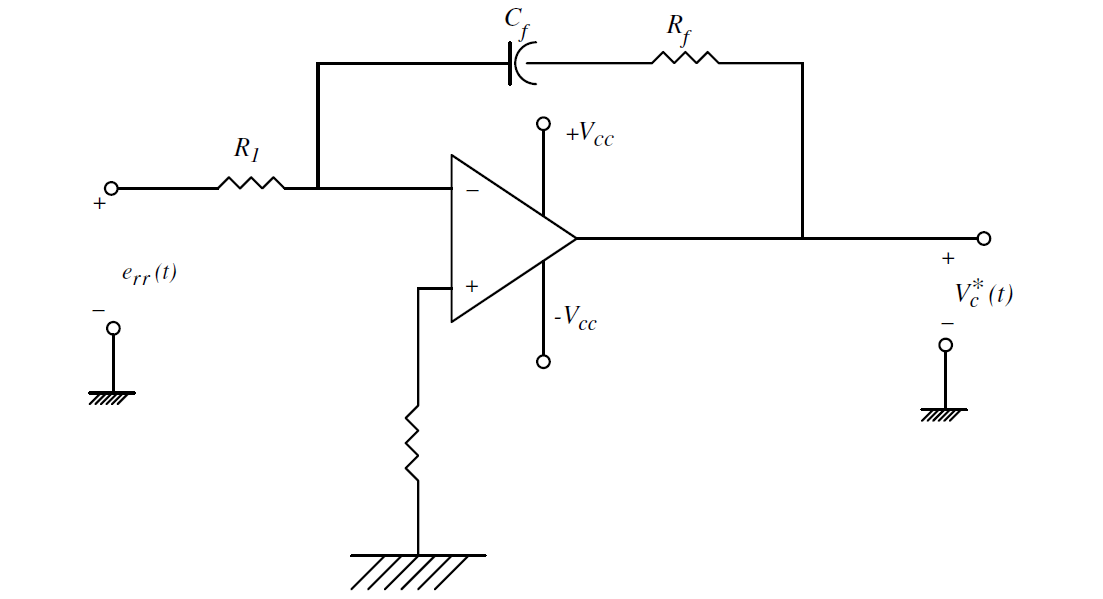 C_f
R_f
+V_cc
R_1
−
+
+
e_rr(t)
−
+
-V_cc
+
V_c^*(t)
−